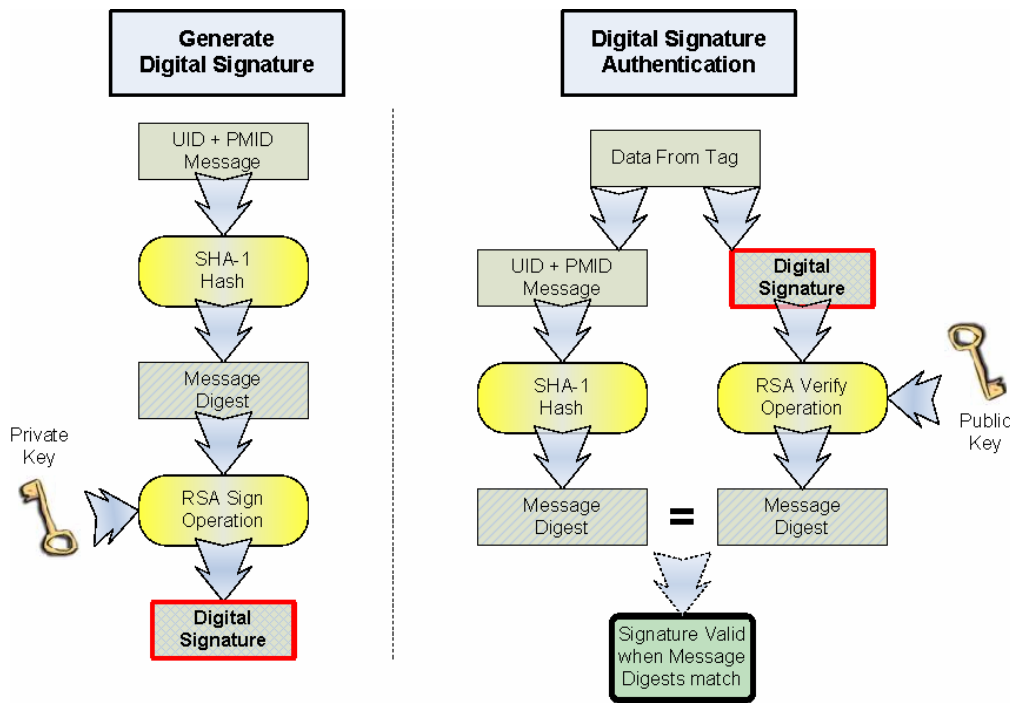 Generate
Digital Signature
UID + PMID
Message
SHA-1
Hash
Message
Digest
Private
Key
RSA Sign
Operation
Digital
Signature
Digital Signature
Authentication
Data From Tag
UID + PMID
Message
Digital
Signature
SHA-1
Hash
RSA Verify
Operation
Public
Key
Message
Digest
=
Message
Digest
Signature Valid
when Message
Digests match